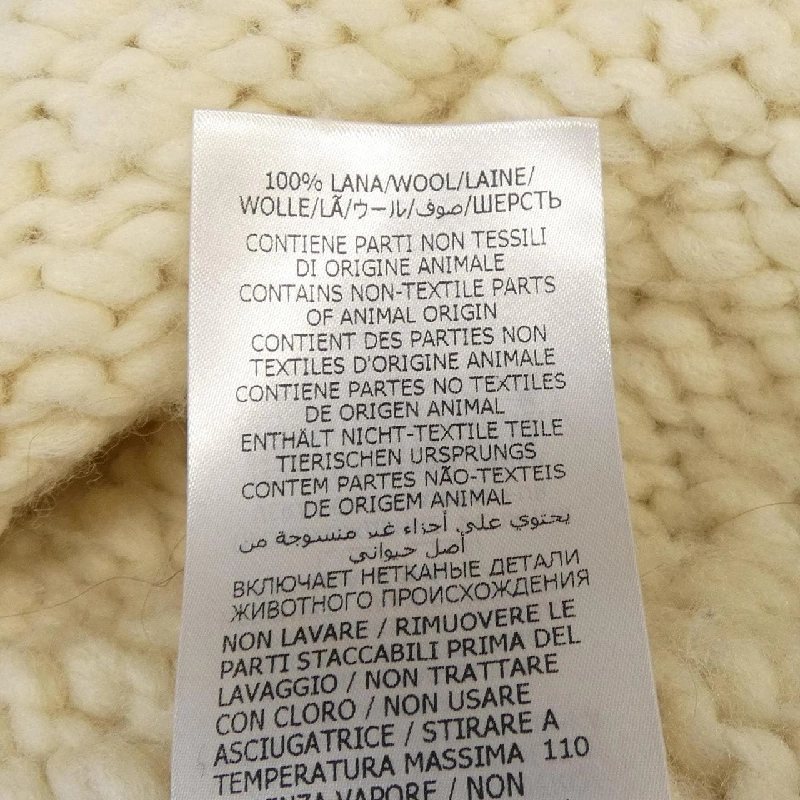 100% LANA/WOOL/LAINE/
WOLLE/LÃ/ウール/صوف/ШЕРСТЬ
CONTIENE PARTI NON TESSILI
DI ORIGINE ANIMALE
CONTAINS NON-TEXTILE PARTS
OF ANIMAL ORIGIN
CONTIENT DES PARTIES NON
TEXTILES D'ORIGINE ANIMALE
CONTIENE PARTES NO TEXTILES
DE ORIGEN ANIMAL
ENTHÄLT NICHT-TEXTILE TEILE
TIERISCHEN URSPRUNGS
CONTEM PARTES NÃO-TEXTEIS
DE ORIGEM ANIMAL
يحتوي على أجزاء غير منسوجة من
أصل حيواني
ВКЛЮЧАЕТ НЕТКАНЫЕ ДЕТАЛИ
ЖИВОТНОГО ПРОИСХОЖДЕНИЯ
NON LAVARE / RIMUOVERE LE
PARTI STACCABILI PRIMA DEL
LAVAGGIO / NON TRATTARE
CON CLORO / NON USARE
ASCIUGATRICE / STIRARE A
TEMPERATURA MASSIMA 110
VAPORE / NON